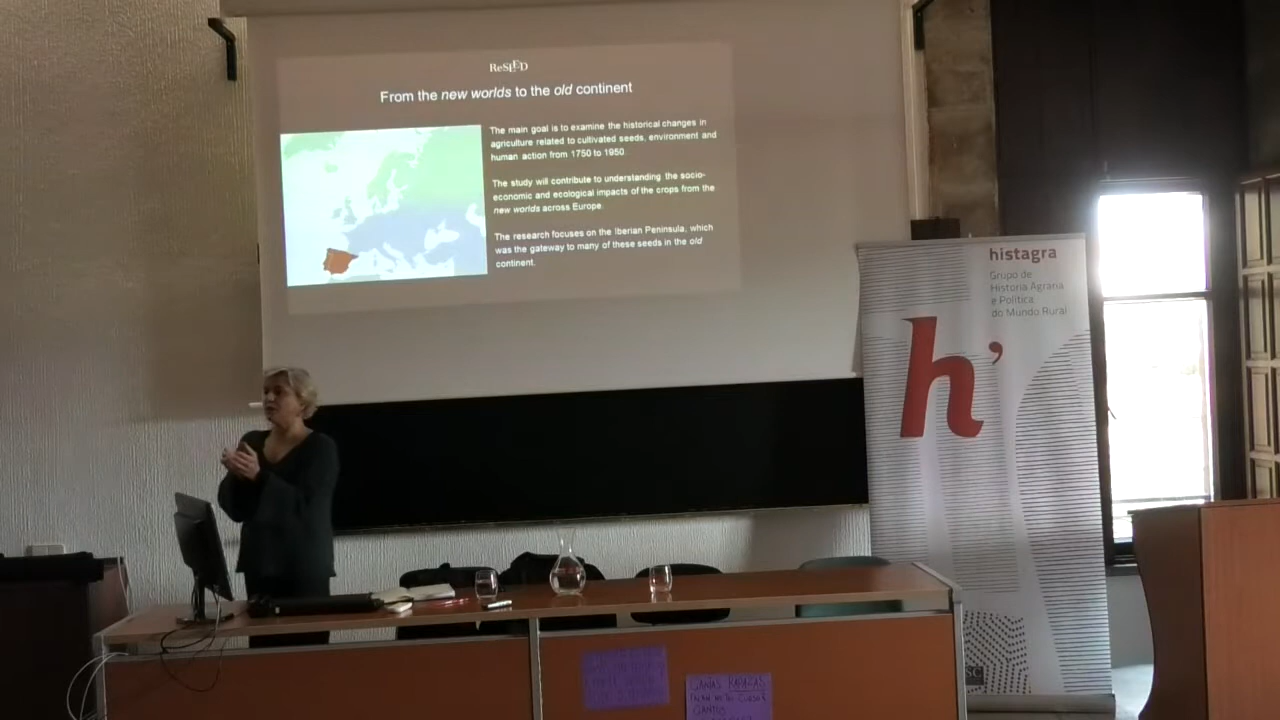 ReSEED
From the new worlds to the old continent
The main goal is to examine the historical changes in
agriculture related to cultivated seeds, environment and
human action from 1750 to 1950.
The study will contribute to understanding the socio-
economic and ecological impacts of the crops from the
new worlds across Europe.
The research focuses on the Iberian Peninsula, which
was the gateway to many of these seeds in the old
continent.
histagra
Grupo de
Historia Agraria
e Política
do Mundo Rural
h'